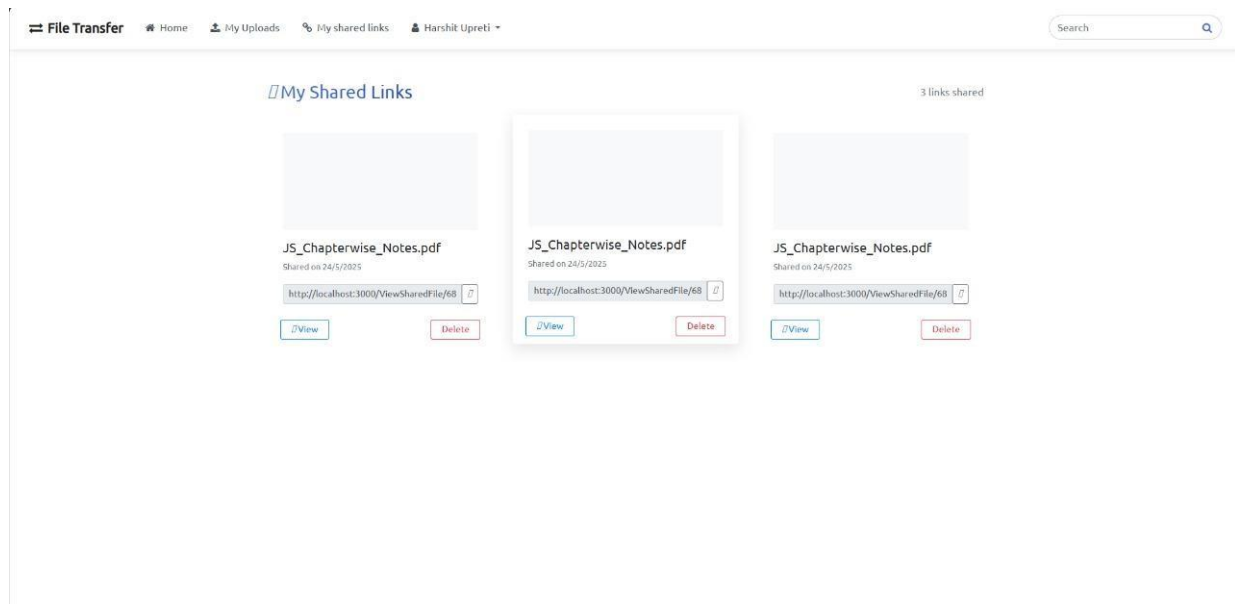 File Transfer Home My Uploads My shared links Harshit Upreti Search
My Shared Links 3 links shared
JS_Chapterwise_Notes.pdf
Shared on 24/5/2025
http://localhost:3000/ViewSharedFile/68
View Delete
JS_Chapterwise_Notes.pdf
Shared on 24/5/2025
http://localhost:3000/ViewSharedFile/68
View Delete
JS_Chapterwise_Notes.pdf
Shared on 24/5/2025
http://localhost:3000/ViewSharedFile/68
View Delete